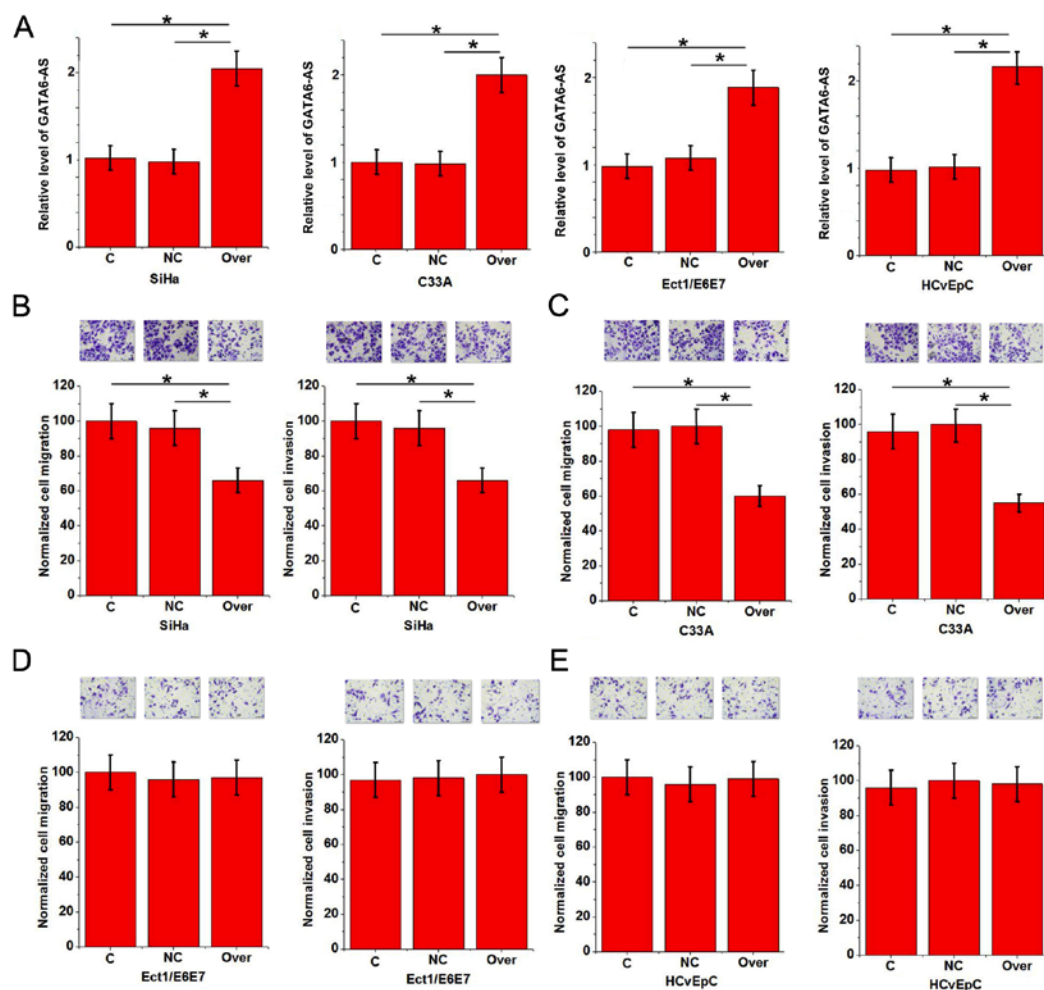 A
* * * *
* * * *
Relative level of GATA6-AS
2
1
0
C NC Over
SiHa
Relative level of GATA6-AS
2
1
0
C NC Over
C33A
Relative level of GATA6-AS
2
1
0
C NC Over
Ect1/E6E7
Relative level of GATA6-AS
2
1
0
C NC Over
HCvEpC
B
*
*
Normalized cell migration
120
100
80
60
40
20
0
C NC Over
SiHa
*
*
Normalized cell invasion
120
100
80
60
40
20
0
C NC Over
SiHa
C
*
*
Normalized cell migration
120
100
80
60
40
20
0
C NC Over
C33A
*
*
Normalized cell invasion
120
100
80
60
40
20
0
C NC Over
C33A
D
Normalized cell migration
120
100
80
60
40
20
0
C NC Over
Ect1/E6E7
Normalized cell invasion
120
100
80
60
40
20
0
C NC Over
Ect1/E6E7
E
Normalized cell migration
120
100
80
60
40
20
0
C NC Over
HCvEpC
Normalized cell invasion
120
100
80
60
40
20
0
C NC Over
HCvEpC